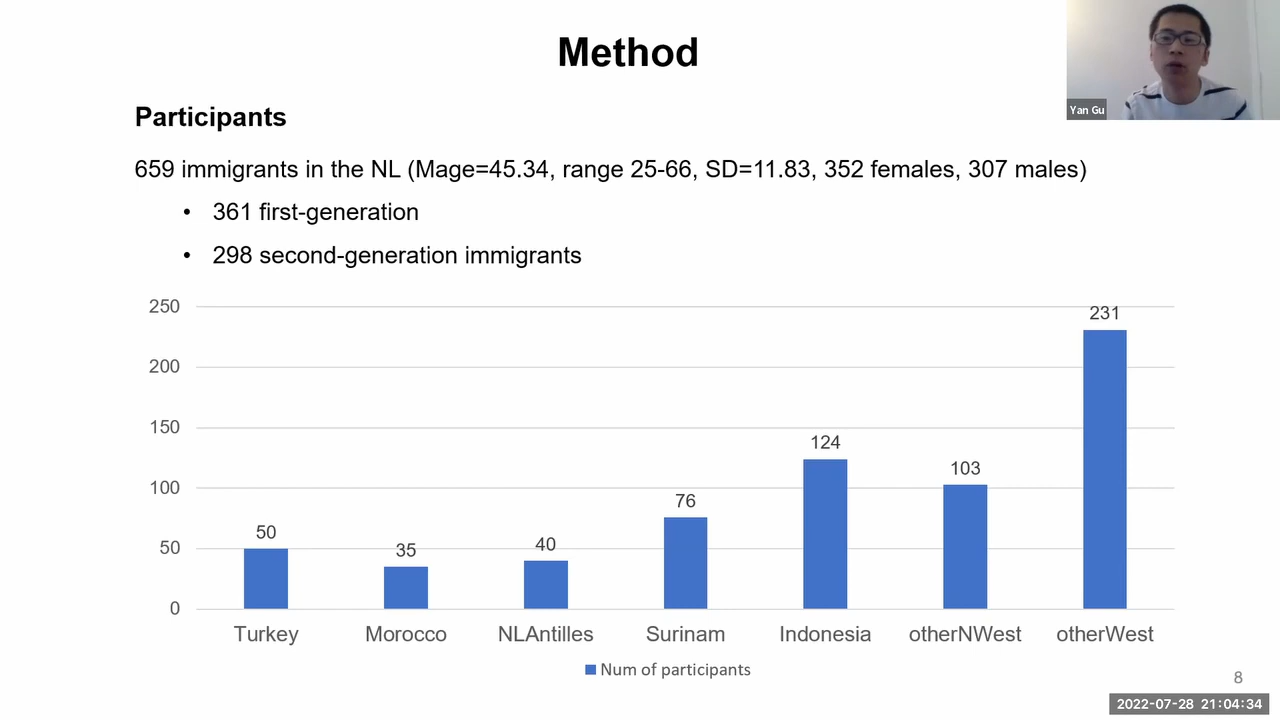 Method
Yan Gu
Participants
659 immigrants in the NL (Mage=45.34, range 25-66, SD=11.83, 352 females, 307 males)
• 361 first-generation
• 298 second-generation immigrants
250
200
150
100
50
0
50
35
40
76
124
103
231
Turkey
Morocco
NLAntilles
Surinam
Indonesia
otherNWest
otherWest
Num of participants
8
2022-07-28 21:04:34